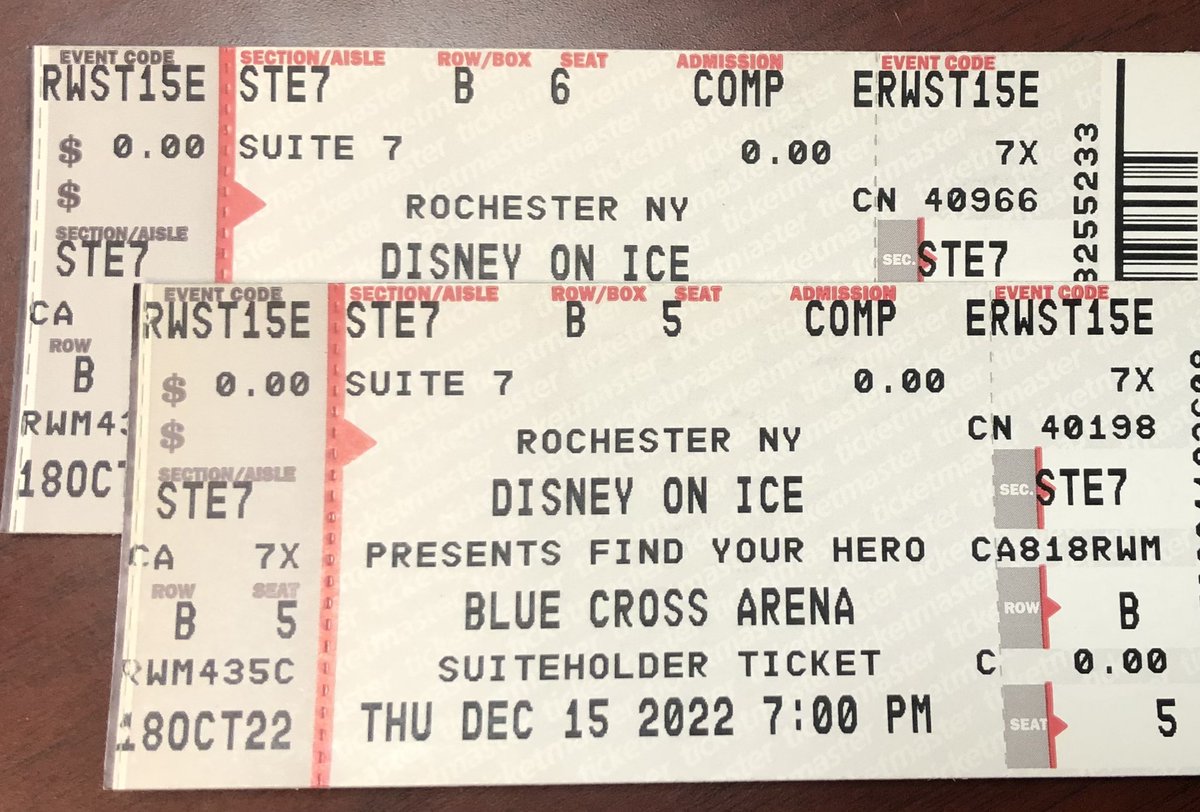 EVENT CODE SECTION/AISLE ROW/BOX SEAT ADMISSION EVENT CODE
RWST15E STE7 B 6 COMP ERWST15E
$ 0.00 SUITE 7 0.00 7X
$ ROCHESTER NY CN 40966
SECTION/AISLE
STE7 DISNEY ON ICE SEC. STE7
CA
ROW
B
18OCT
EVENT CODE SECTION/AISLE ROW/BOX SEAT ADMISSION EVENT CODE
RWST15E STE7 B 5 COMP ERWST15E
$ 0.00 SUITE 7 0.00 7X
$ ROCHESTER NY CN 40198
SECTION/AISLE
STE7 DISNEY ON ICE SEC. STE7
CA 7X PRESENTS FIND YOUR HERO CA818RWM
ROW SEAT
B 5 BLUE CROSS ARENA ROW B
RWM435C SUITEHOLDER TICKET C 0.00
18OCT22 THU DEC 15 2022 7:00 PM SEAT 5
ticketmaster